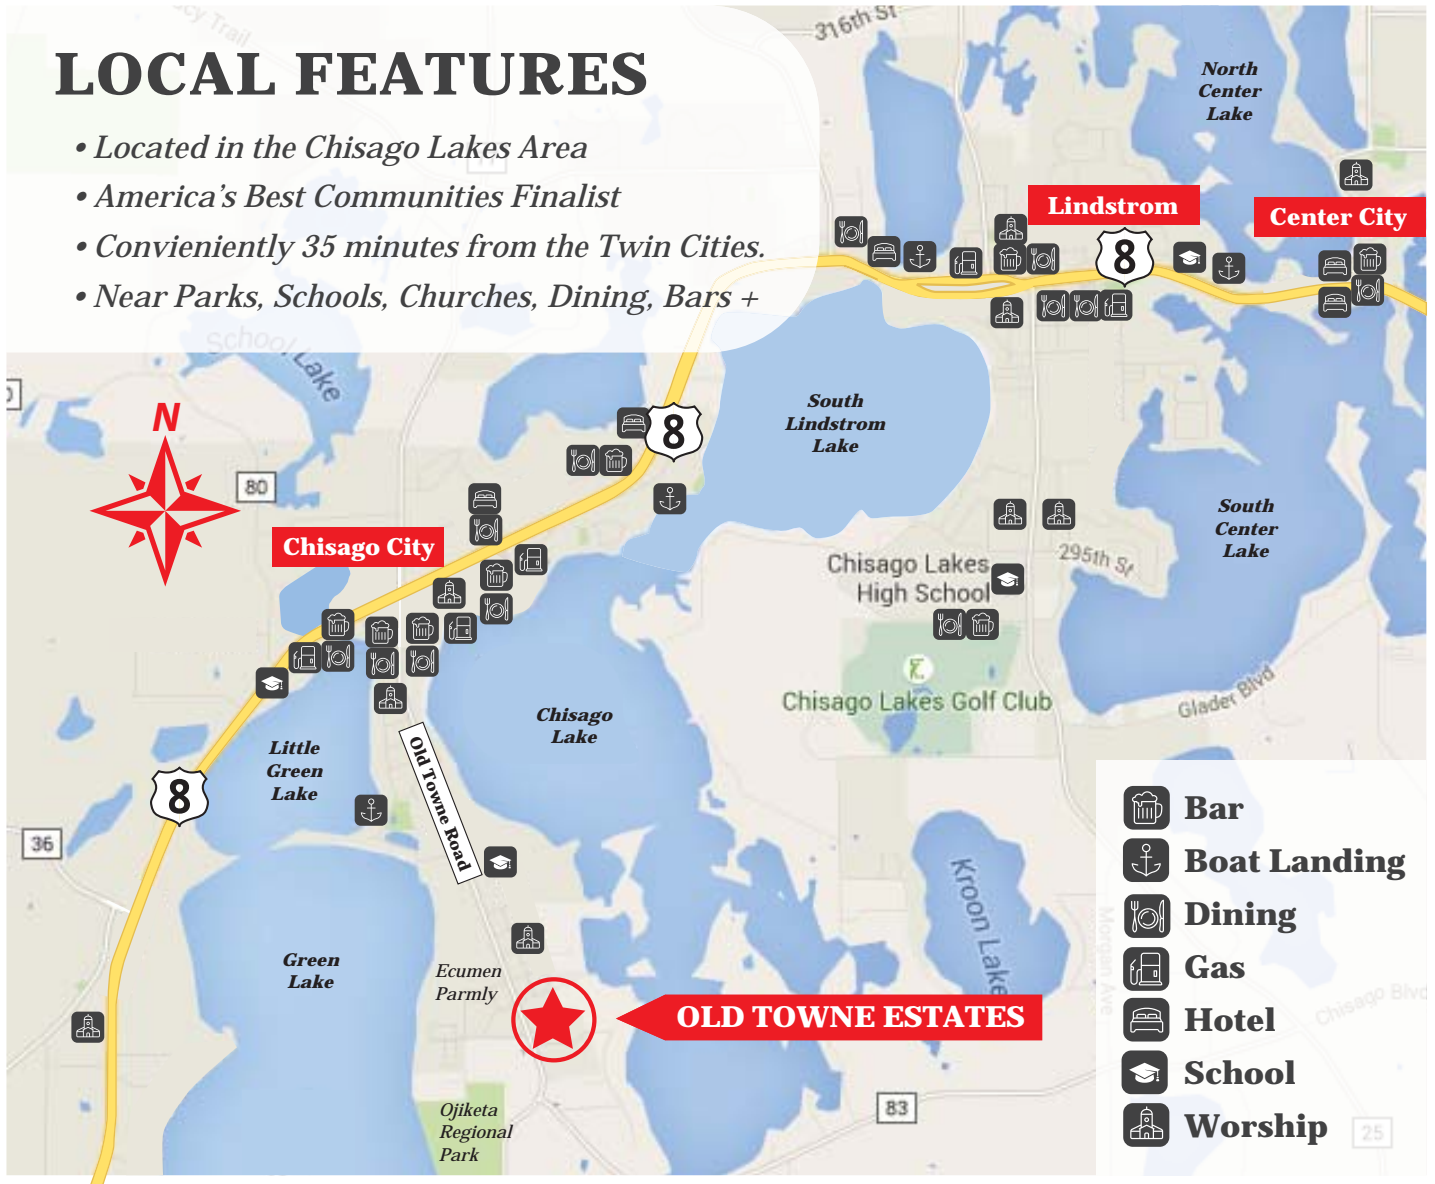 316th St
LOCAL FEATURES
• Located in the Chisago Lakes Area
• America's Best Communities Finalist
• Convieniently 35 minutes from the Twin Cities.
• Near Parks, Schools, Churches, Dining, Bars +
North
Center
Lake
Lindstrom
Center City
8
School Lake
N
8
South
Lindstrom
Lake
80
Chisago City
South
Center
Lake
Chisago Lakes
High School
295th St
Chisago Lakes Golf Club
Glader Blvd
Chisago
Lake
Little
Green
Lake
Old Towne Road
8
36
Kroon Lake
Green
Lake
Ecumen
Parmly
OLD TOWNE ESTATES
Ojiketa
Regional
Park
83
Bar
Boat Landing
Dining
Gas
Hotel
School
Worship
Morgan Ave
Chisago Blvd
25